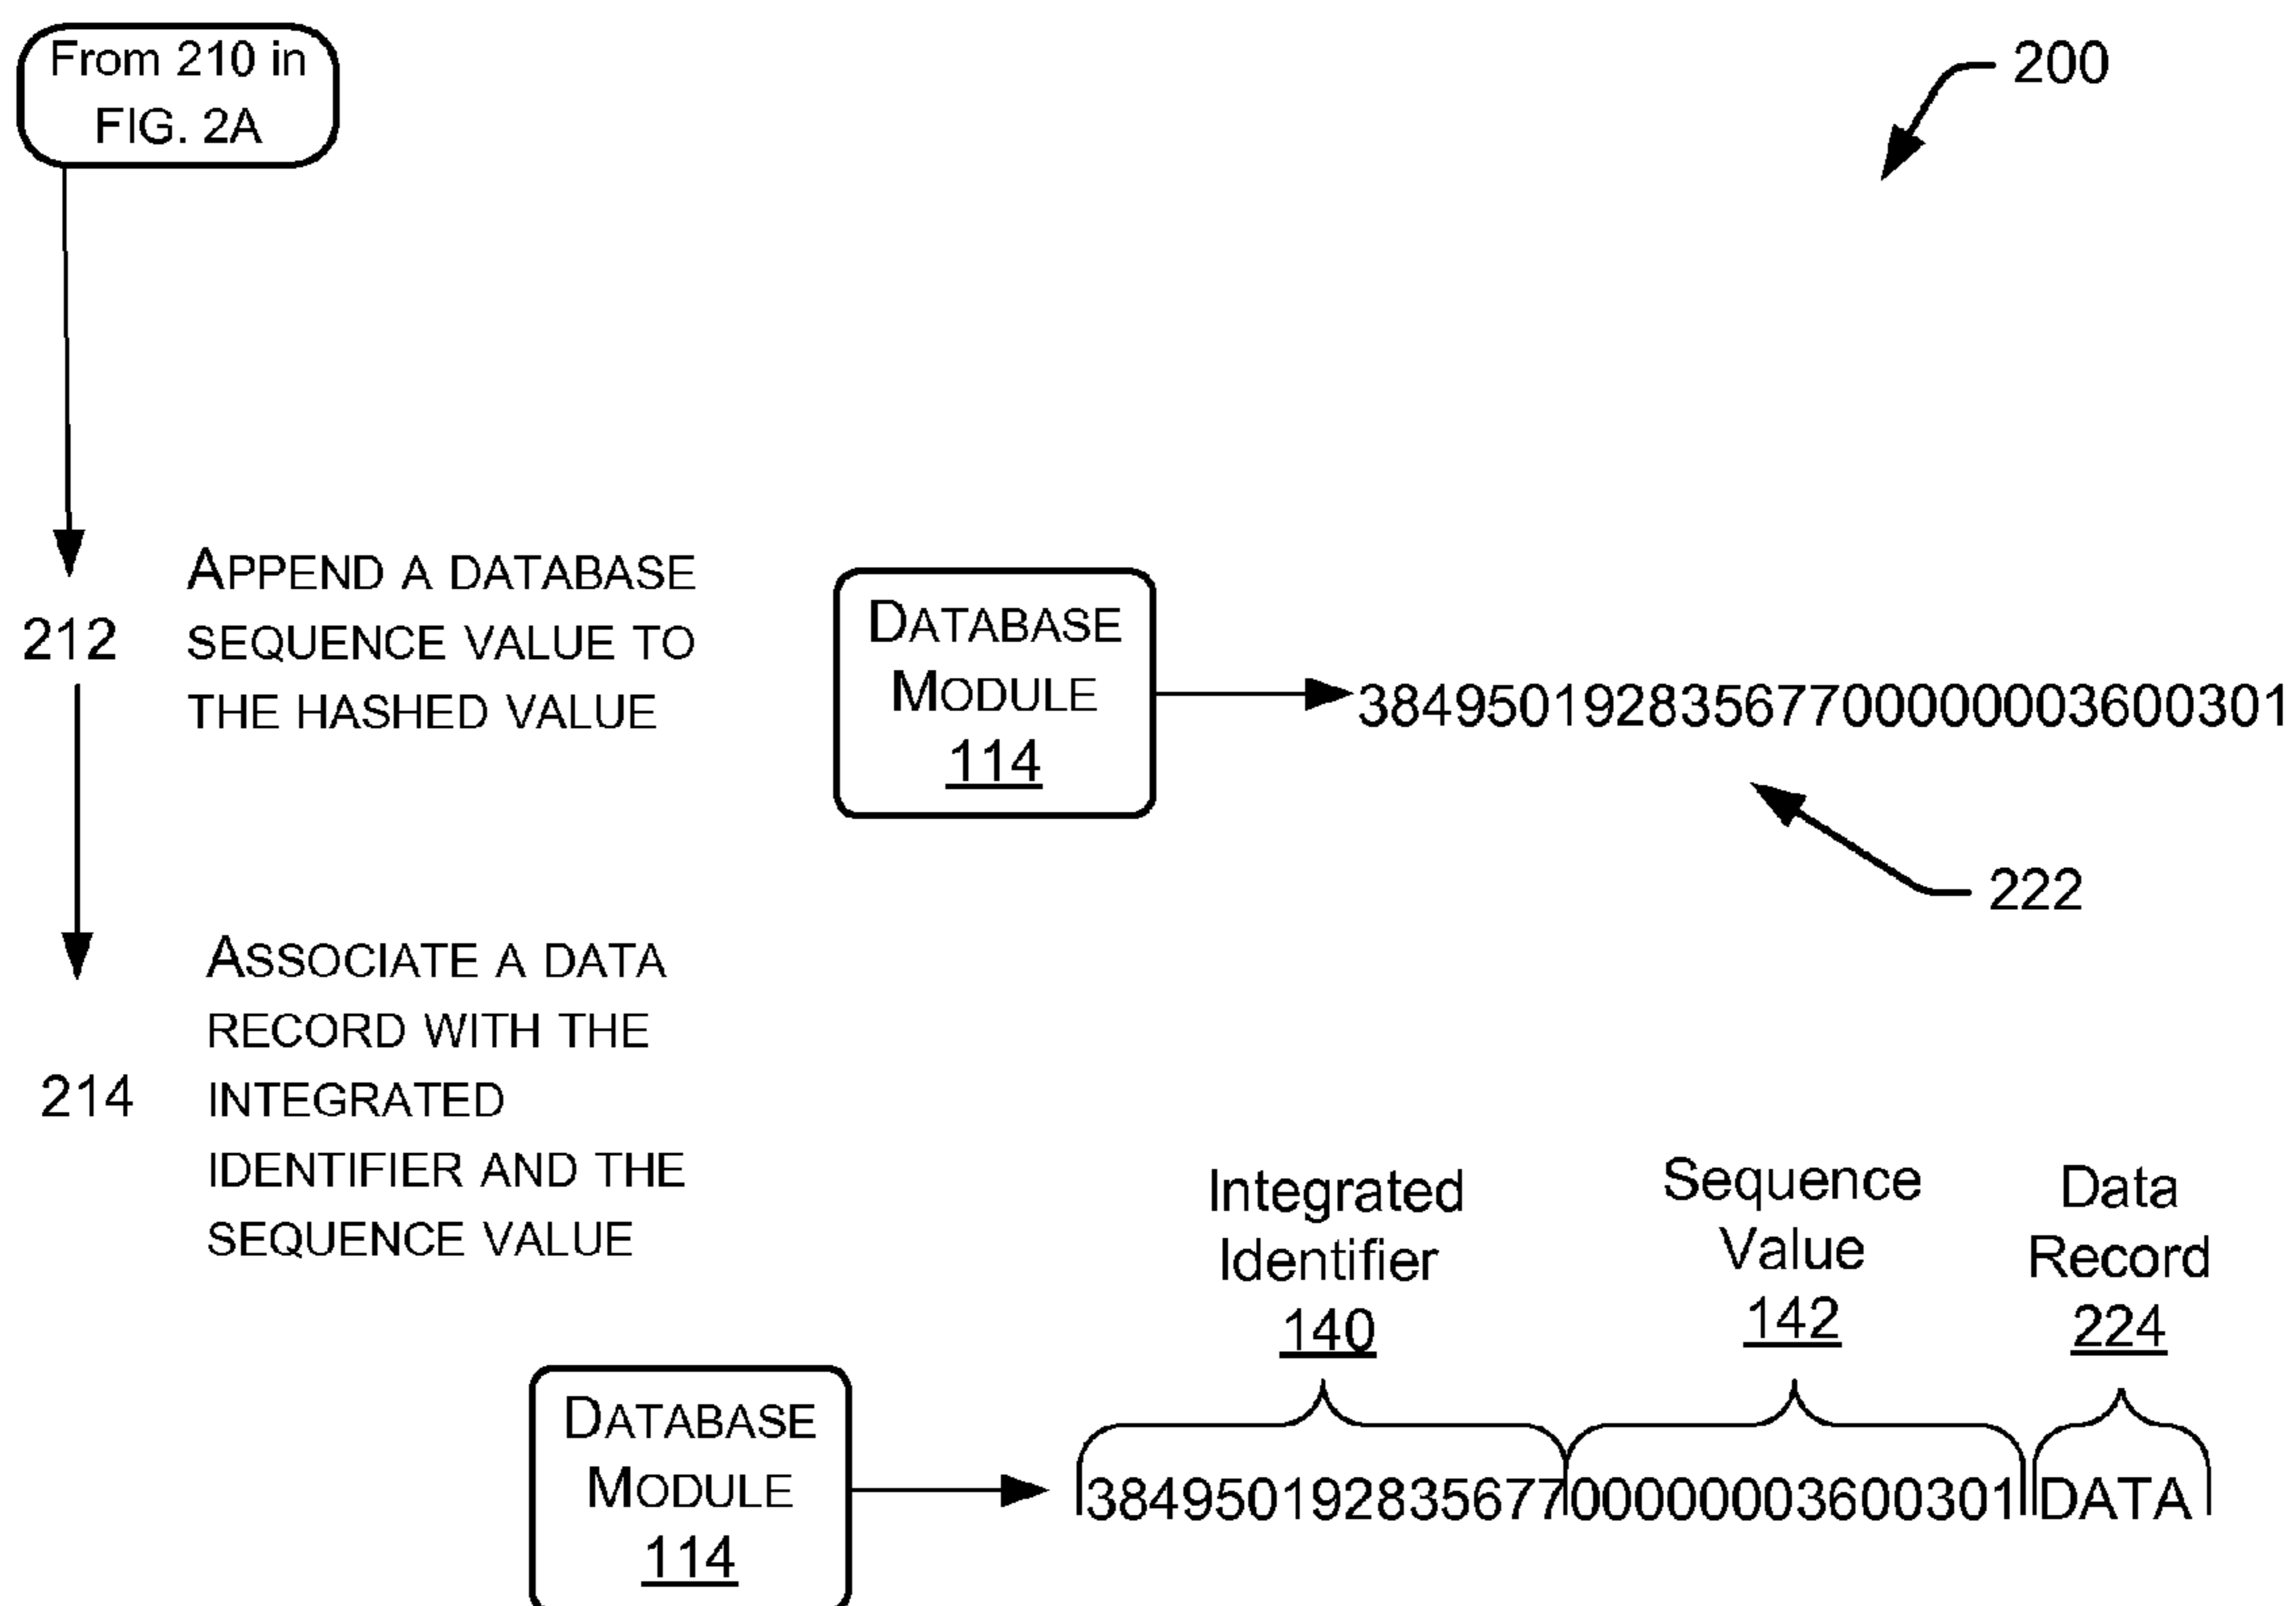 From 210 in
FIG. 2A
200
212
APPEND A DATABASE
SEQUENCE VALUE TO
THE HASHED VALUE
DATABASE
MODULE
114
38495019283567700000003600301
222
214
ASSOCIATE A DATA
RECORD WITH THE
INTEGRATED
IDENTIFIER AND THE
SEQUENCE VALUE
Integrated
Identifier
140
Sequence
Value
142
Data
Record
224
DATABASE
MODULE
114
38495019283567700000003600301 DATA